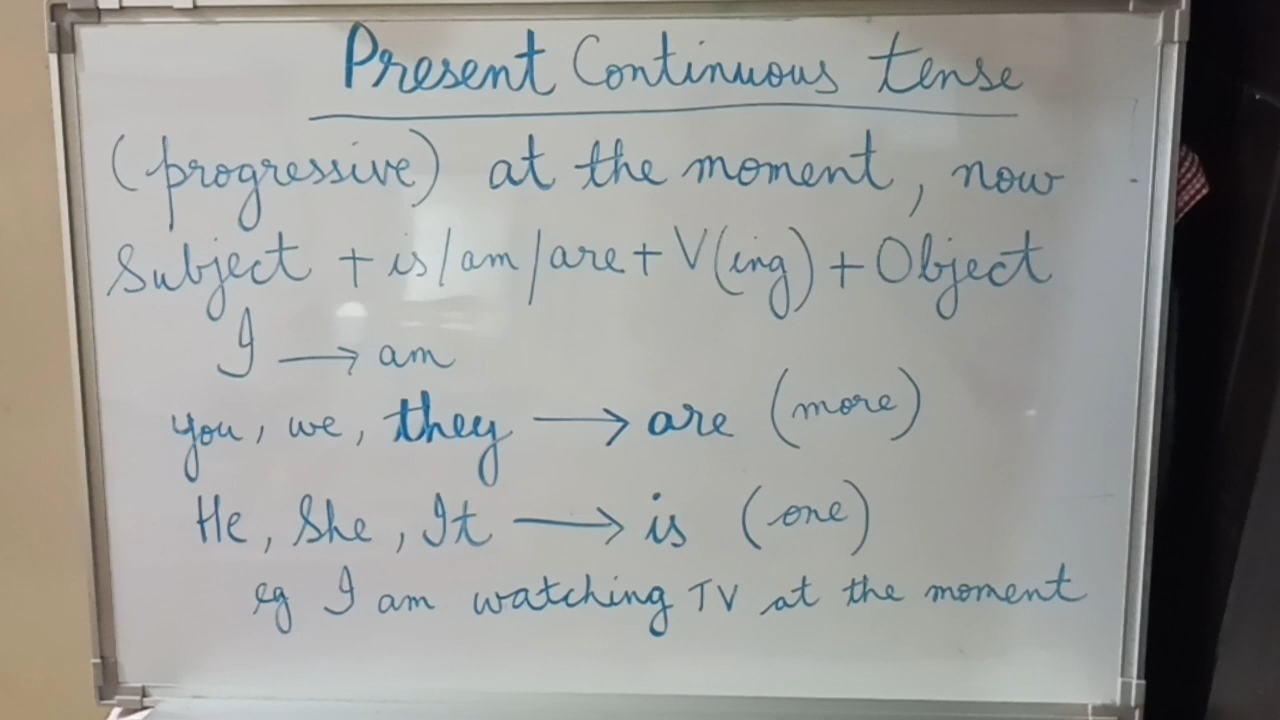 Present Continuous tense
(progressive) at the moment, now
Subject + is/am/are + V(ing) + Object
I → am
you, we, they → are (more)
He, She, It → is (one)
eg I am watching TV at the moment